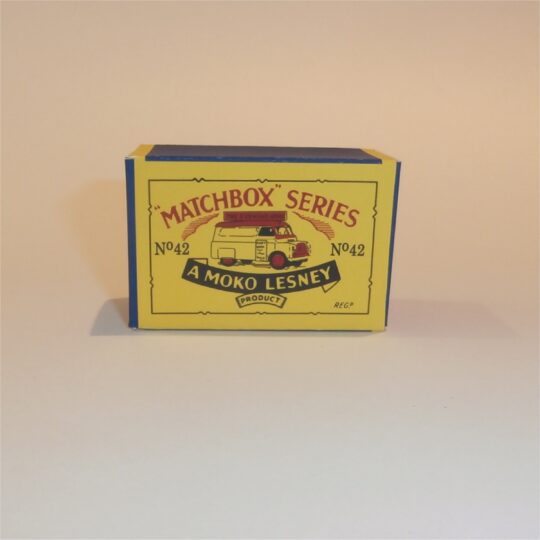 "MATCHBOX" SERIES
Nº42 Nº42
A MOKO LESNEY
PRODUCT
REGD